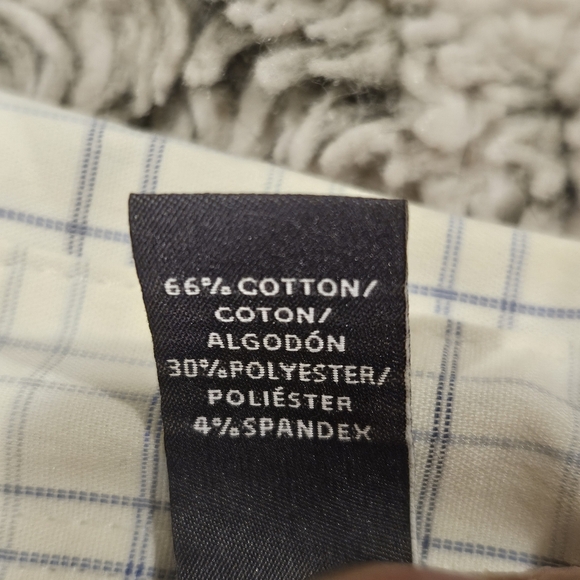 66% COTTON/
COTON/
ALGODÓN
30% POLYESTER/
POLIÉSTER
4% SPANDEX